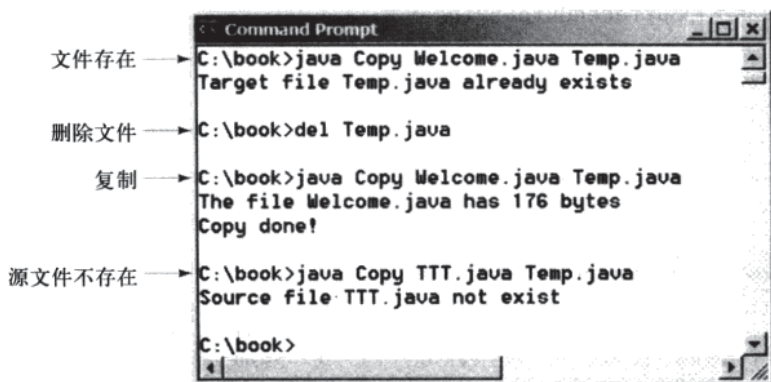 Command Prompt
文件存在
C:\book>java Copy Welcome.java Temp.java
Target file Temp.java already exists
删除文件
C:\book>del Temp.java
复制
C:\book>java Copy Welcome.java Temp.java
The file Welcome.java has 176 bytes
Copy done!
源文件不存在
C:\book>java Copy TTT.java Temp.java
Source file TTT.java not exist
C:\book>